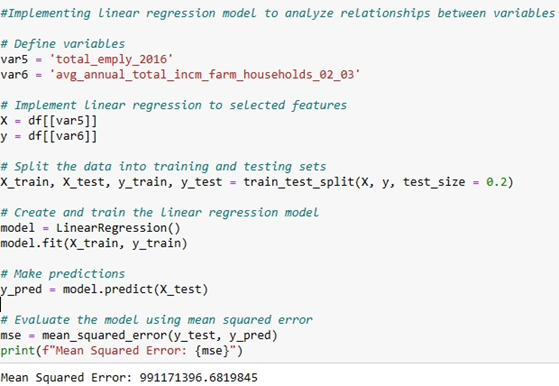 #Implementing linear regression model to analyze relationships between variables
# Define variables
var5 = 'total_emply_2016'
var6 = 'avg_annual_total_incm_farm_households_02_03'
# Implement linear regression to selected features
X = df[[var5]]
y = df[[var6]]
# Split the data into training and testing sets
X_train, X_test, y_train, y_test = train_test_split(X, y, test_size = 0.2)
# Create and train the linear regression model
model = LinearRegression()
model.fit(X_train, y_train)
# Make predictions
y_pred = model.predict(X_test)
# Evaluate the model using mean squared error
mse = mean_squared_error(y_test, y_pred)
print(f"Mean Squared Error: {mse}")
Mean Squared Error: 991171396.6819845